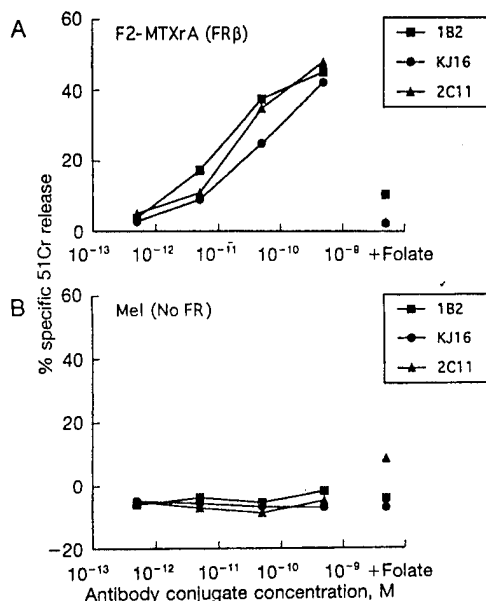 A
F2-MTXrA (FRβ)
1B2
KJ16
2C11
60
40
20
0
10⁻¹³ 10⁻¹² 10⁻¹¹ 10⁻¹⁰ 10⁻⁹ +Folate
% specific 51Cr release
B
Mel (No FR)
1B2
KJ16
2C11
60
40
20
0
-20
10⁻¹³ 10⁻¹² 10⁻¹¹ 10⁻¹⁰ 10⁻⁹ +Folate
Antibody conjugate concentration, M